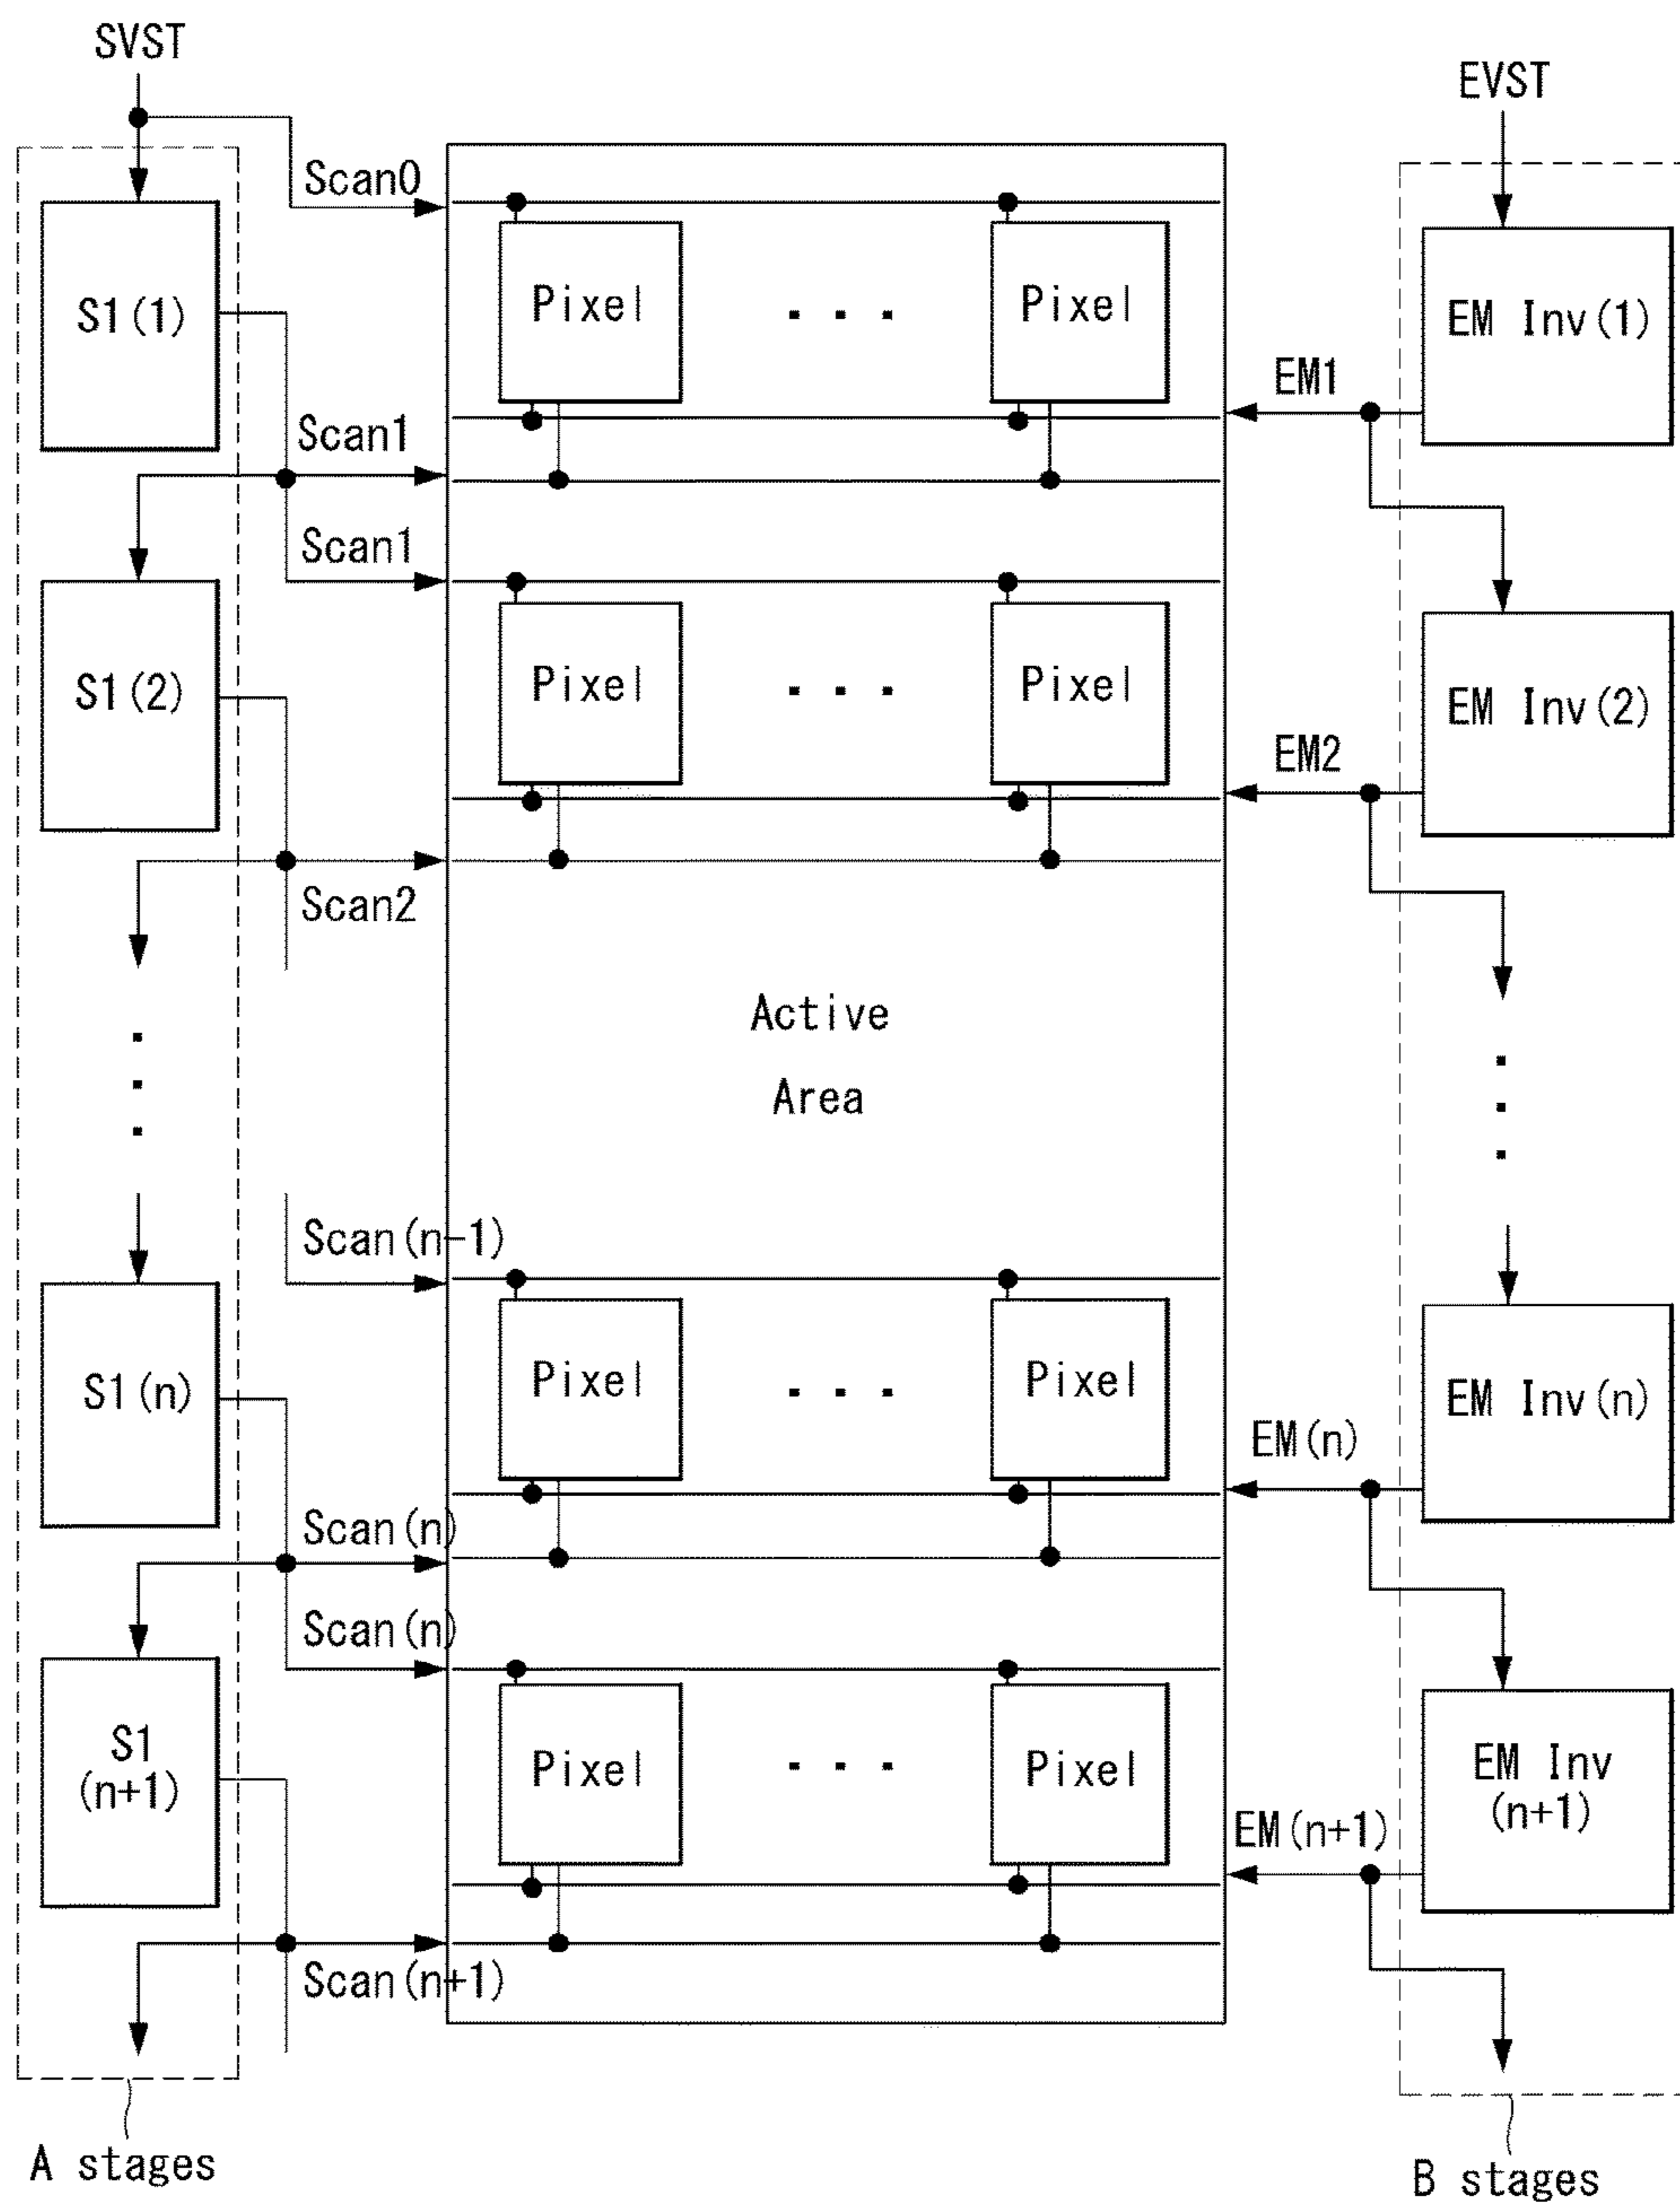 SVST
EVST
Scan0
S1(1)
Pixel
. . .
Pixel
EM Inv(1)
EM1
Scan1
Scan1
S1(2)
Pixel
. . .
Pixel
EM Inv(2)
EM2
Scan2
Active
Area
Scan(n-1)
S1(n)
Pixel
. . .
Pixel
EM Inv(n)
EM(n)
Scan(n)
Scan(n)
S1
(n+1)
Pixel
. . .
Pixel
EM Inv
(n+1)
EM(n+1)
Scan(n+1)
A stages
B stages